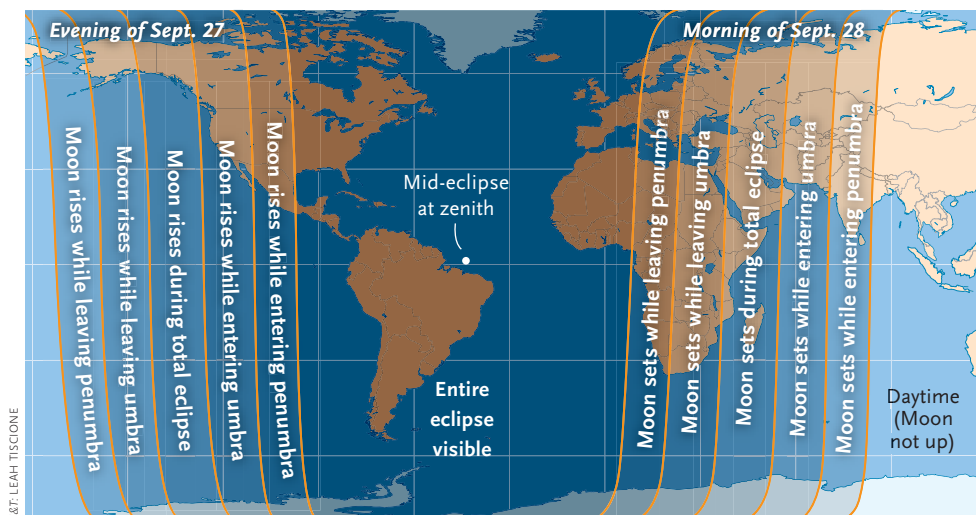 Evening of Sept. 27
Morning of Sept. 28
Moon rises while leaving penumbra
Moon rises while leaving umbra
Moon rises during total eclipse
Moon rises while entering umbra
Moon rises while entering penumbra
Mid-eclipse
at zenith
Entire
eclipse
visible
Moon sets while leaving penumbra
Moon sets while leaving umbra
Moon sets during total eclipse
Moon sets while entering umbra
Moon sets while entering penumbra
Daytime
(Moon
not up)
&T: LEAH TISCIONE